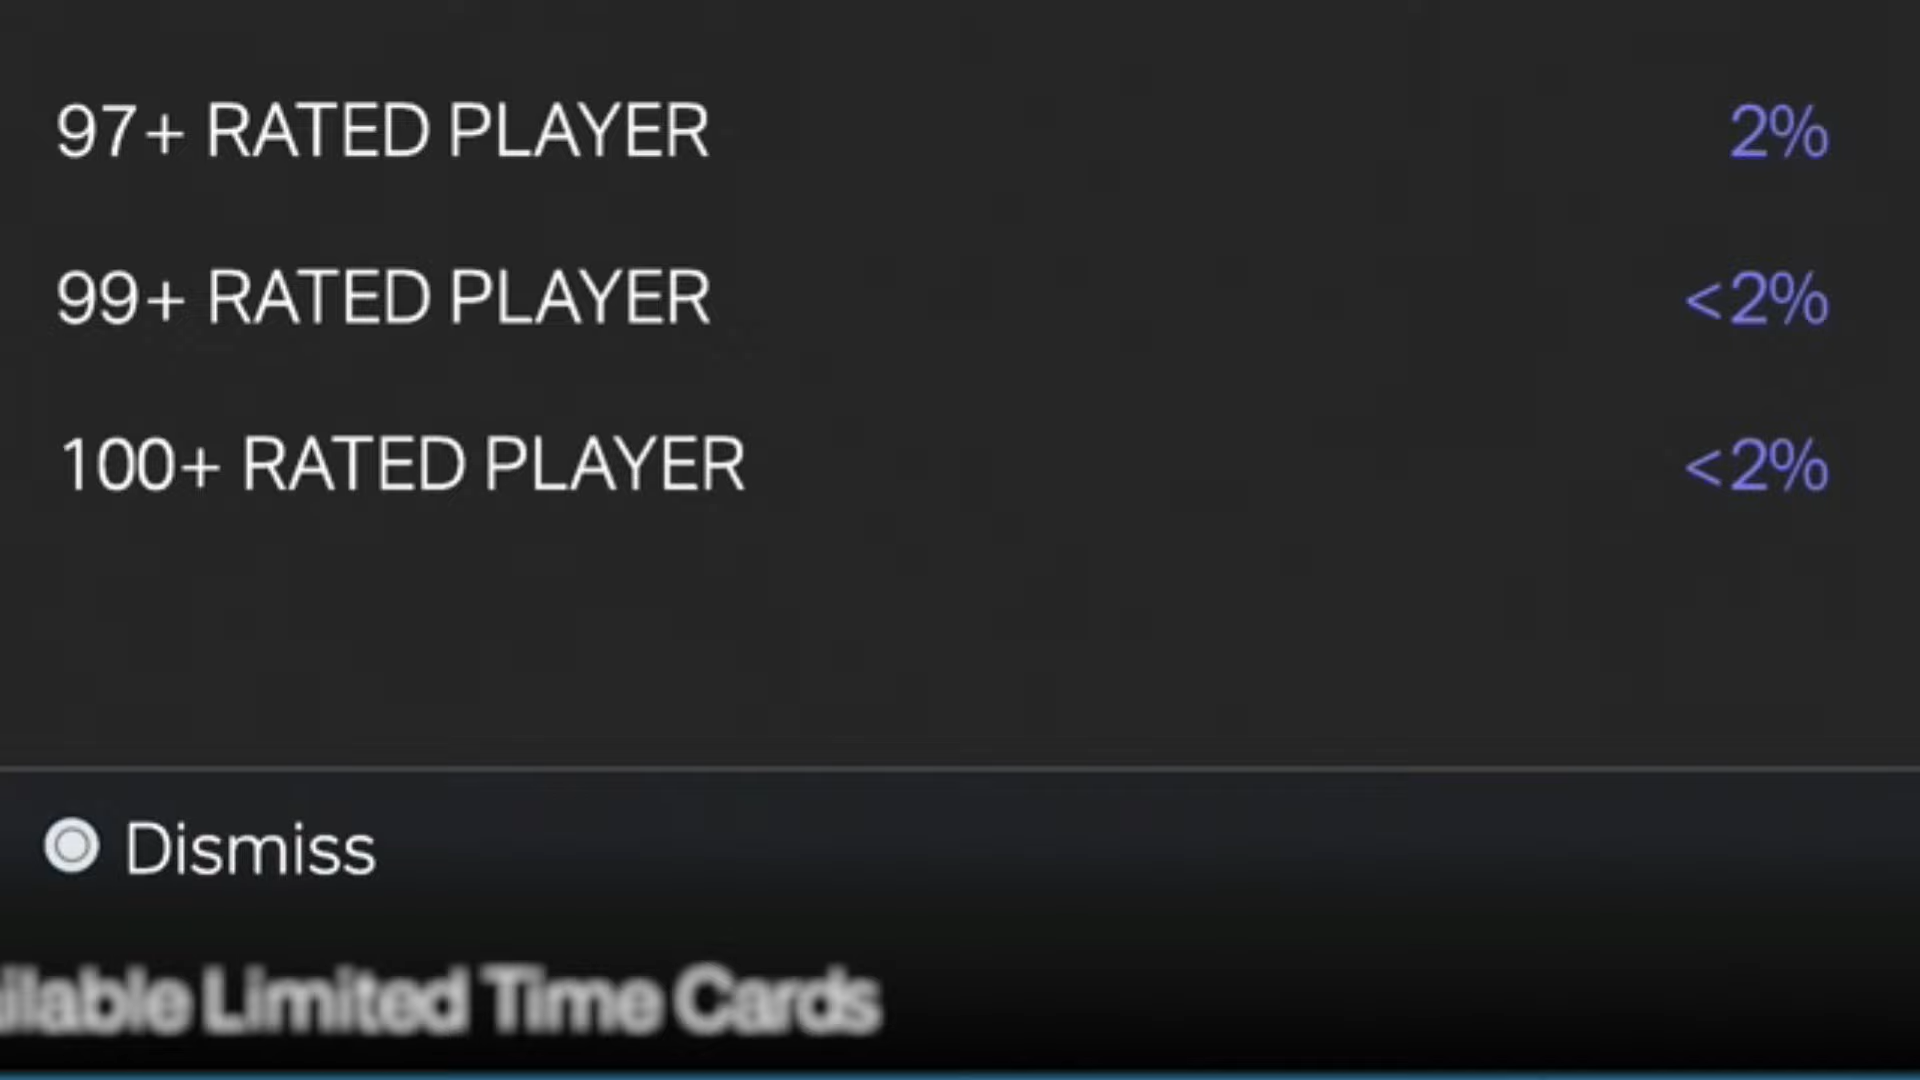 97+ RATED PLAYER 2%
99+ RATED PLAYER <2%
100+ RATED PLAYER <2%
Dismiss
Limited Time Cards